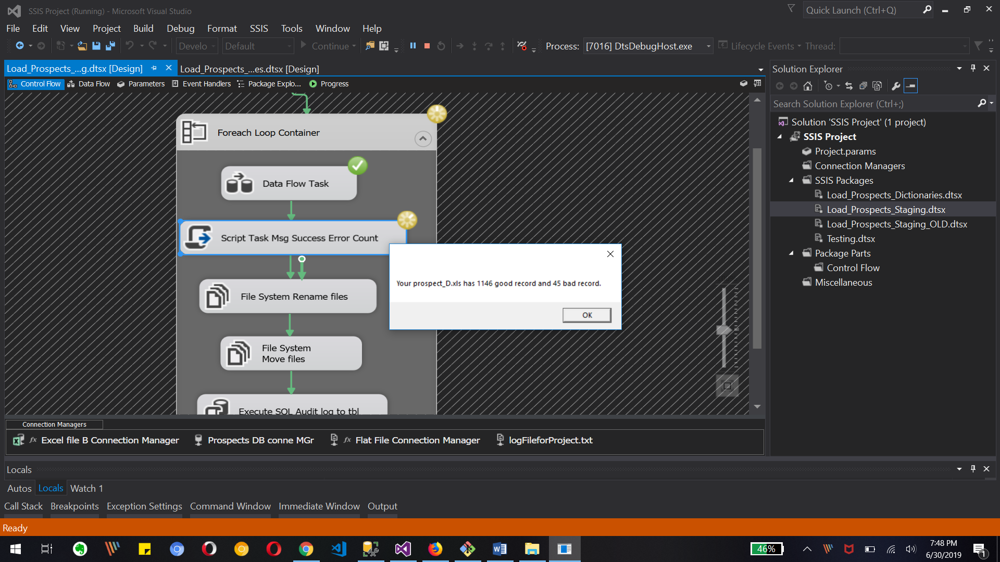 SSIS Project (Running) - Microsoft Visual Studio
Quick Launch (Ctrl+Q)
File Edit View Project Build Debug Format SSIS Tools Window Help
Develo Default Continue Process: [7016] DtsDebugHost.exe Lifecycle Events Thread:
Load_Prospects_...g.dtsx [Design] Load_Prospects_...es.dtsx [Design]
Control Flow Data Flow Parameters Event Handlers Package Explo... Progress
Foreach Loop Container
Data Flow Task
Script Task Msg Success Error Count
Your prospect_D.xls has 1146 good record and 45 bad record.
OK
File System Rename files
File System
Move files
Execute SQL Audit log to tbl
Solution Explorer
Search Solution Explorer (Ctrl+;)
Solution 'SSIS Project' (1 project)
SSIS Project
Project.params
Connection Managers
SSIS Packages
Load_Prospects_Dictionaries.dtsx
Load_Prospects_Staging.dtsx
Load_Prospects_Staging_OLD.dtsx
Testing.dtsx
Package Parts
Control Flow
Miscellaneous
Connection Managers
fx Excel file B Connection Manager Prospects DB conne MGr fx Flat File Connection Manager logFileforProject.txt
Locals
Autos Locals Watch 1
Call Stack Breakpoints Exception Settings Command Window Immediate Window Output
Ready
46%
7:48 PM
6/30/2019
1